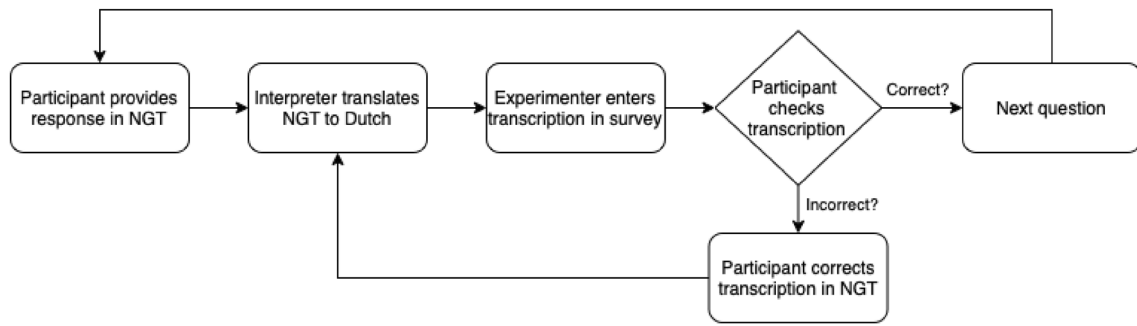 Participant provides
response in NGT
Interpreter translates
NGT to Dutch
Experimenter enters
transcription in survey
Participant
checks
transcription
Correct?
Next question
Incorrect?
Participant corrects
transcription in NGT